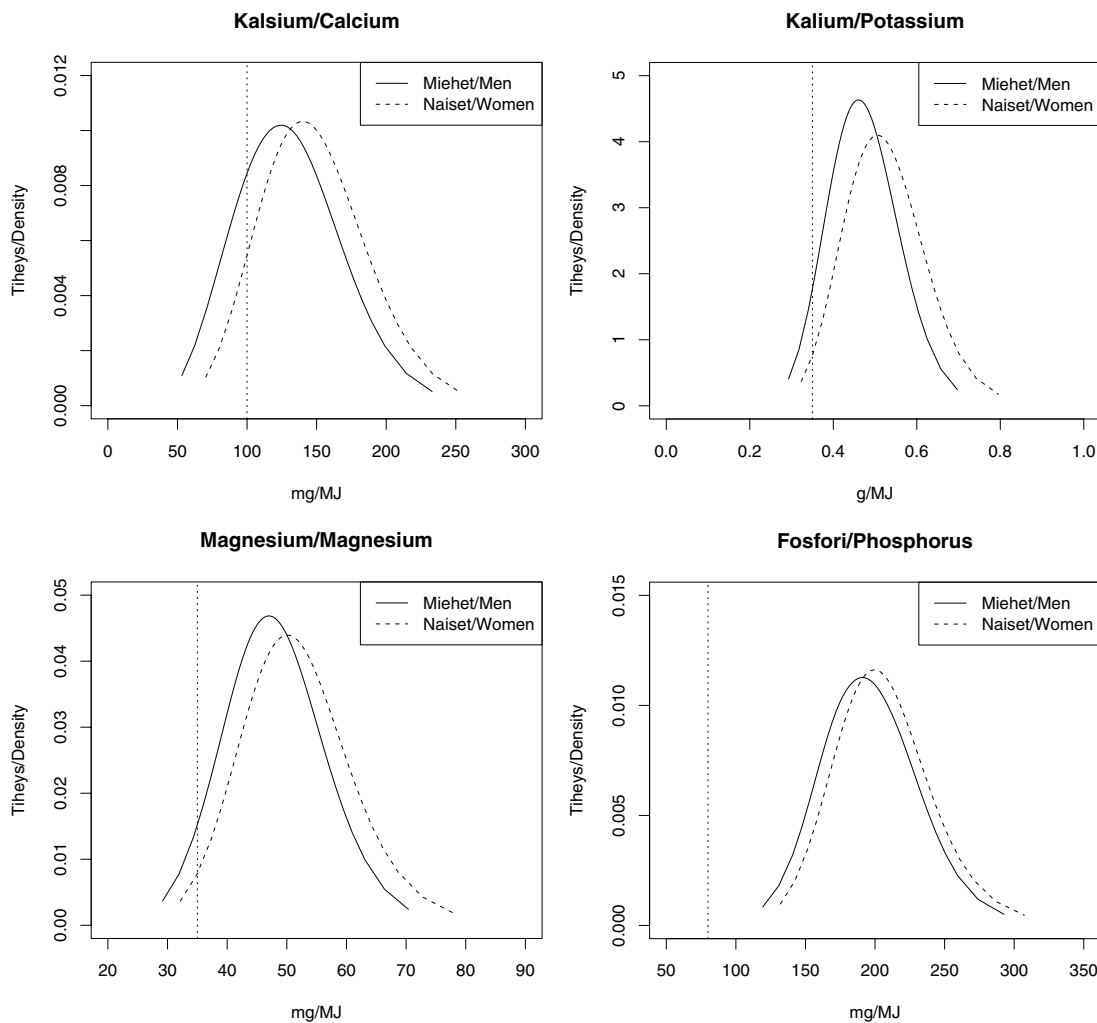 Kalsium/Calcium
Miehet/Men
Naiset/Women
Tiheys/Density
0.000
0.004
0.008
0.012
0 50 100 150 200 250 300
mg/MJ
Kalium/Potassium
Miehet/Men
Naiset/Women
Tiheys/Density
0 1 2 3 4 5
0.0 0.2 0.4 0.6 0.8 1.0
g/MJ
Magnesium/Magnesium
Miehet/Men
Naiset/Women
Tiheys/Density
0.00 0.01 0.02 0.03 0.04 0.05
20 30 40 50 60 70 80 90
mg/MJ
Fosfori/Phosphorus
Miehet/Men
Naiset/Women
Tiheys/Density
0.000 0.005 0.010 0.015
50 100 150 200 250 300 350
mg/MJ